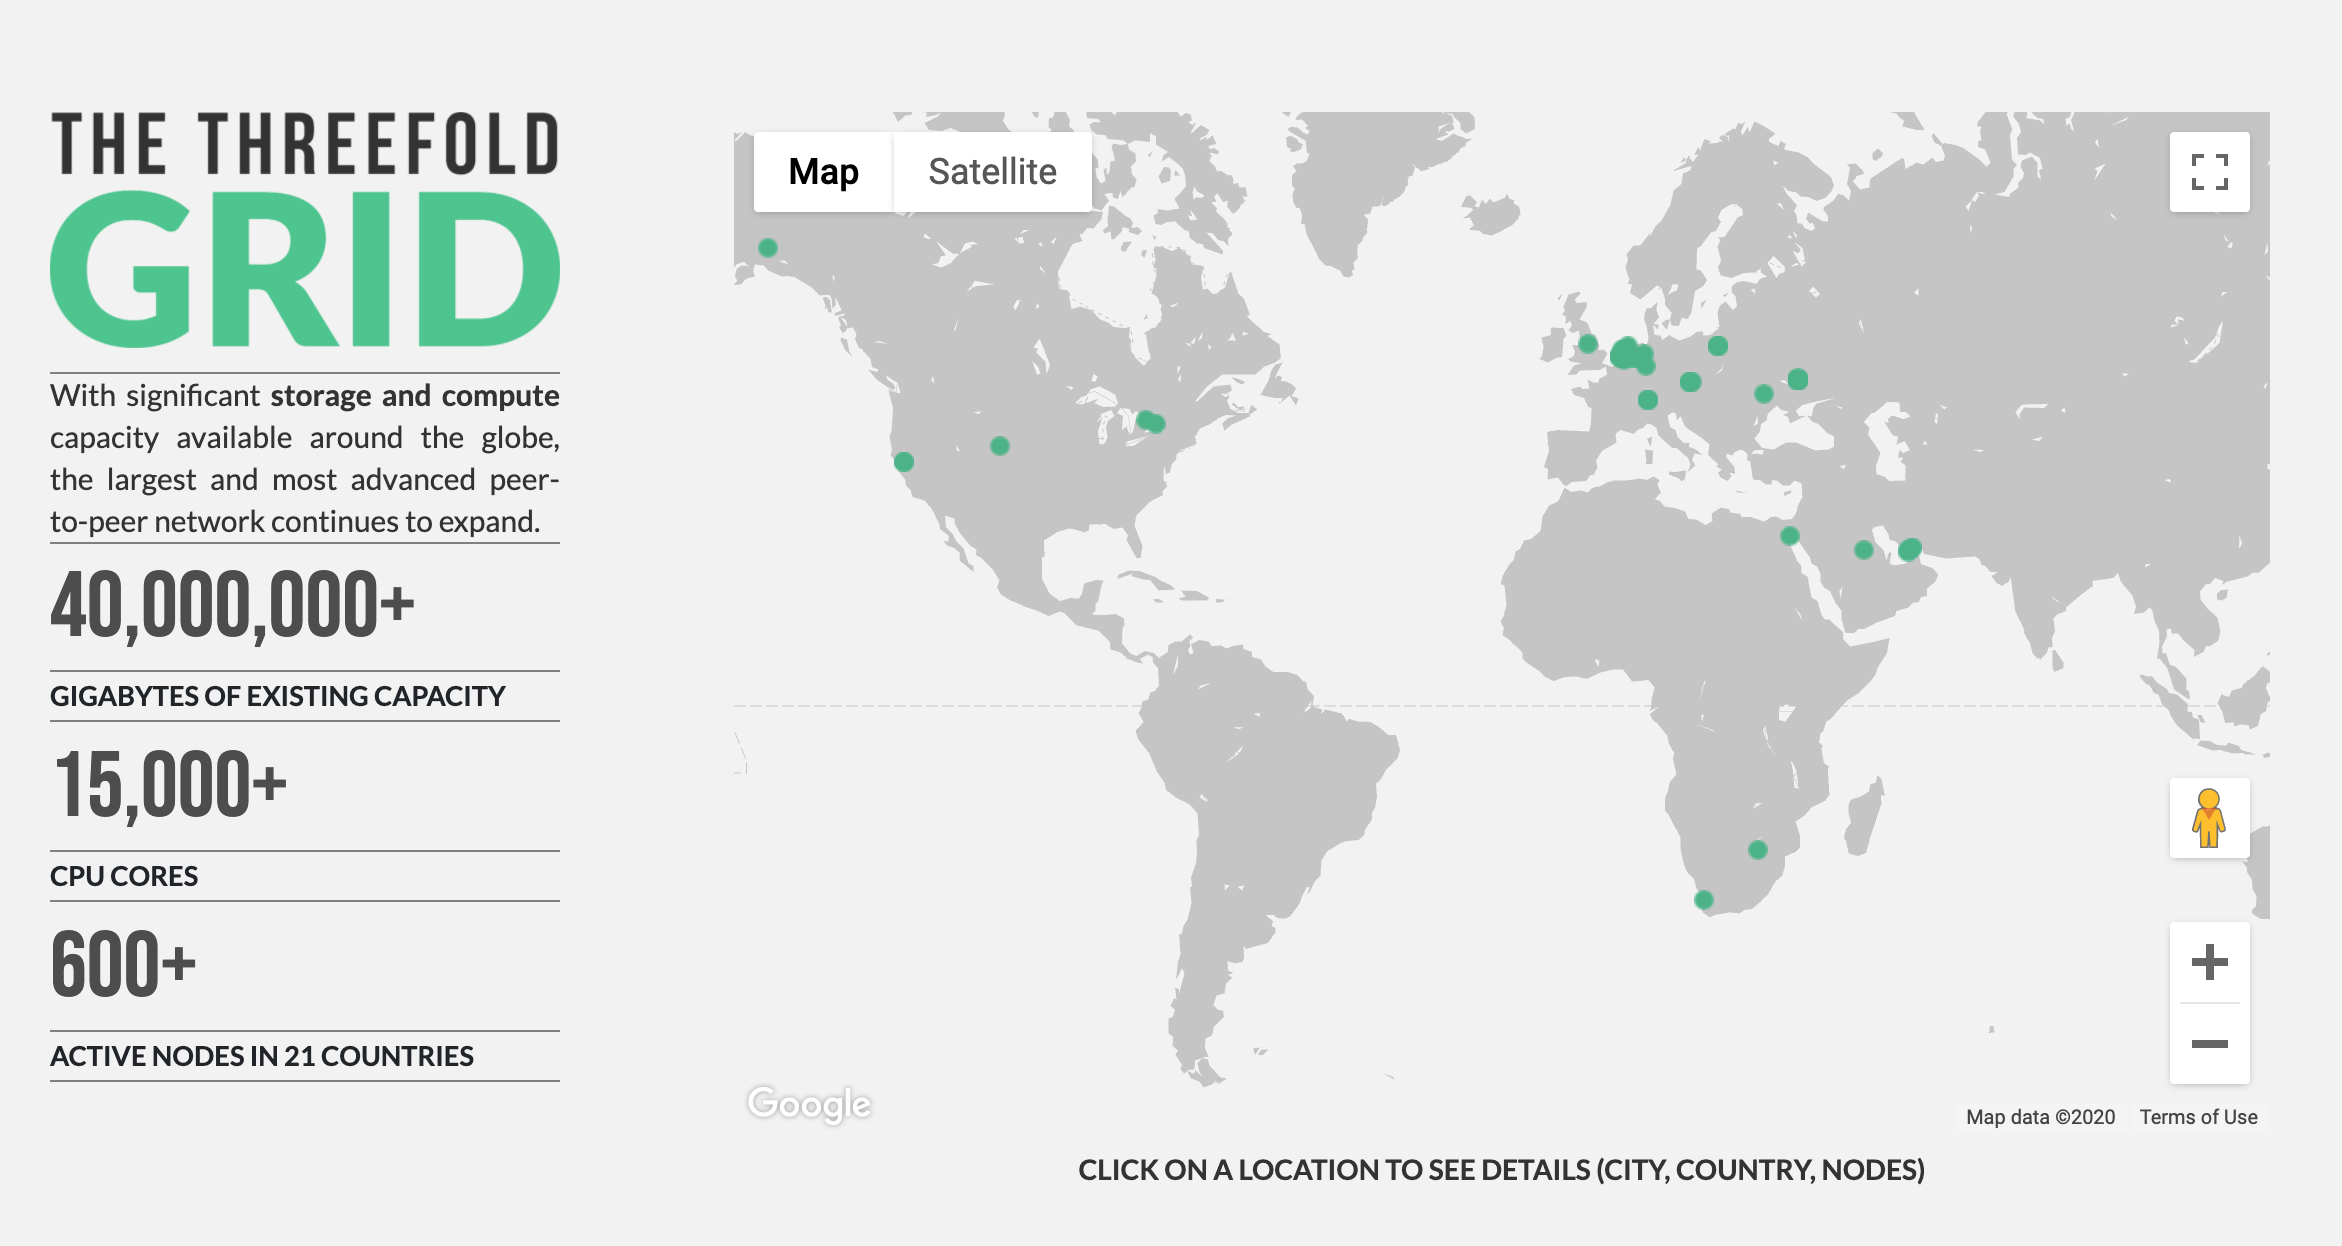 THE THREEFOLD
GRID
With significant storage and compute
capacity available around the globe,
the largest and most advanced peer-
to-peer network continues to expand.
40,000,000+
GIGABYTES OF EXISTING CAPACITY
15,000+
CPU CORES
600+
ACTIVE NODES IN 21 COUNTRIES
Map Satellite
Google
Map data ©2020 Terms of Use
CLICK ON A LOCATION TO SEE DETAILS (CITY, COUNTRY, NODES)